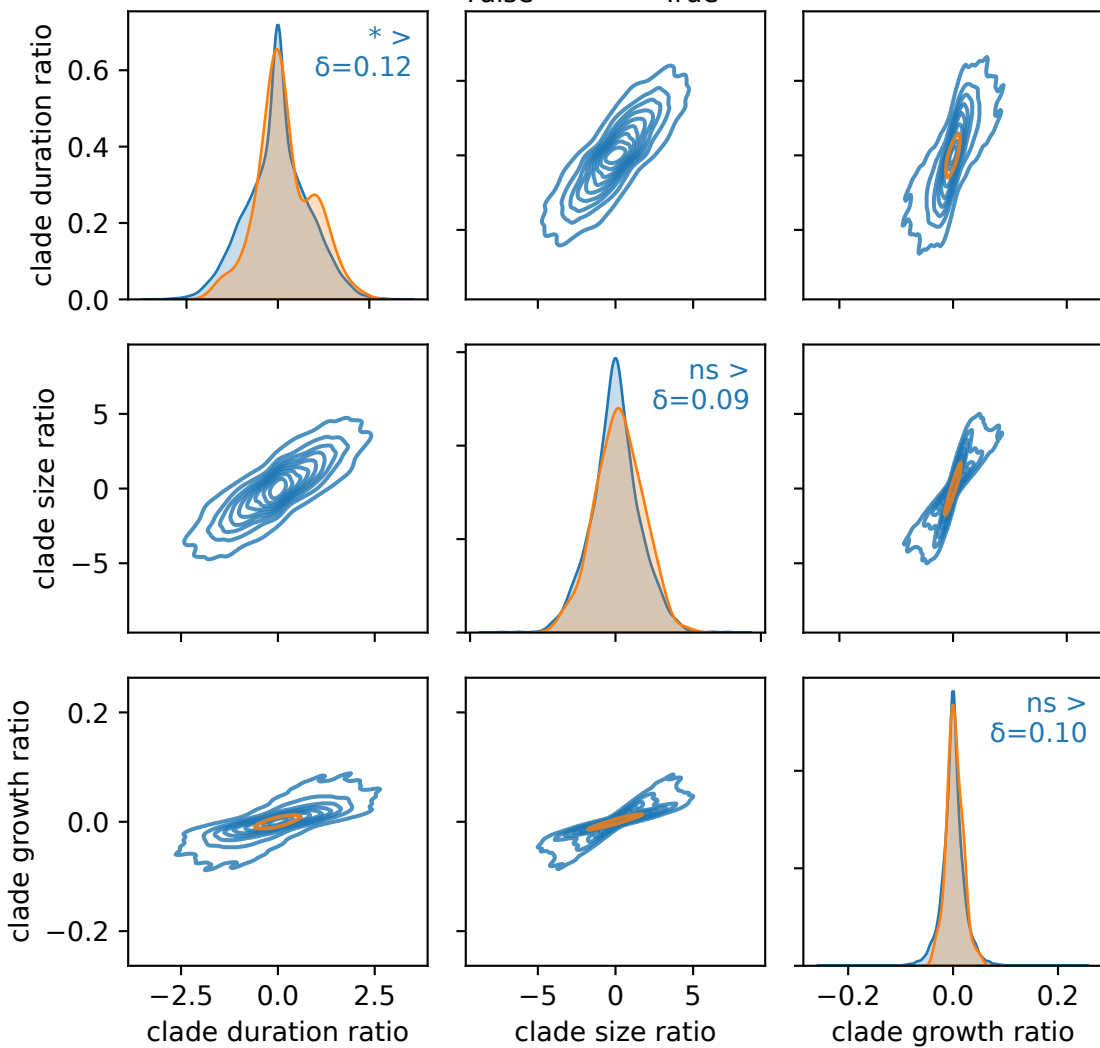 clade duration ratio
0.6
0.4
0.2
0.0
* >
δ=0.12
clade size ratio
5
0
−5
ns >
δ=0.09
clade growth ratio
0.2
0.0
−0.2
ns >
δ=0.10
−2.5 0.0 2.5
−5 0 5
−0.2 0.0 0.2
clade duration ratio
clade size ratio
clade growth ratio